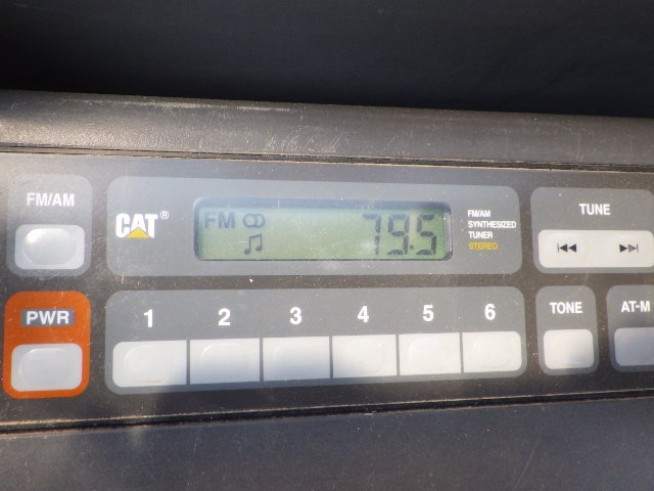 FM/AM
CAT®
FM 79.5
FM/AM
SYNTHESIZED
TUNER
STEREO
TUNE
PWR
1 2 3 4 5 6
TONE
AT-M